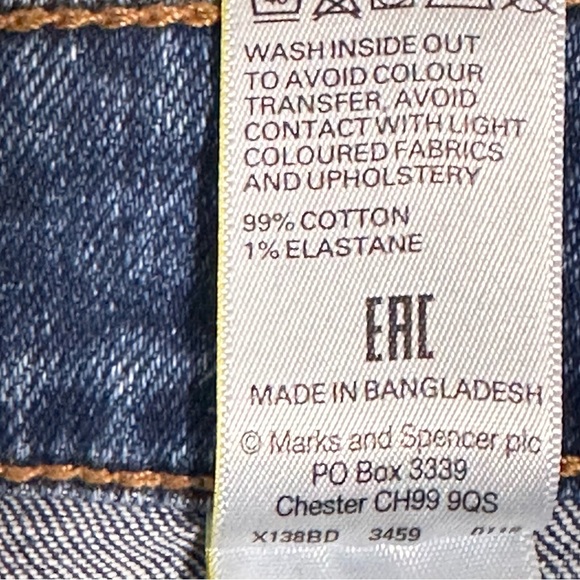 WASH INSIDE OUT
TO AVOID COLOUR
TRANSFER, AVOID
CONTACT WITH LIGHT
COLOURED FABRICS
AND UPHOLSTERY
99% COTTON
1% ELASTANE
EAC
MADE IN BANGLADESH
© Marks and Spencer plc
PO Box 3339
Chester CH99 9QS
X138BD 3459